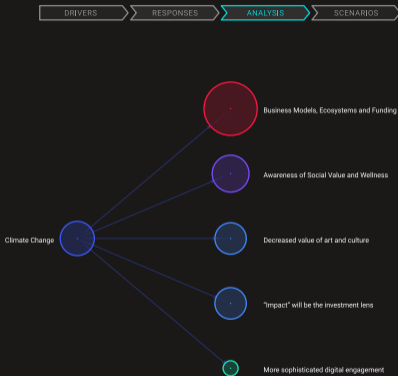 DRIVERS
RESPONSES
ANALYSIS
SCENARIOS
Business Models, Ecosystems and Funding
Awareness of Social Value and Wellness
Climate Change
Decreased value of art and culture
"Impact" will be the investment lens
More sophisticated digital engagement